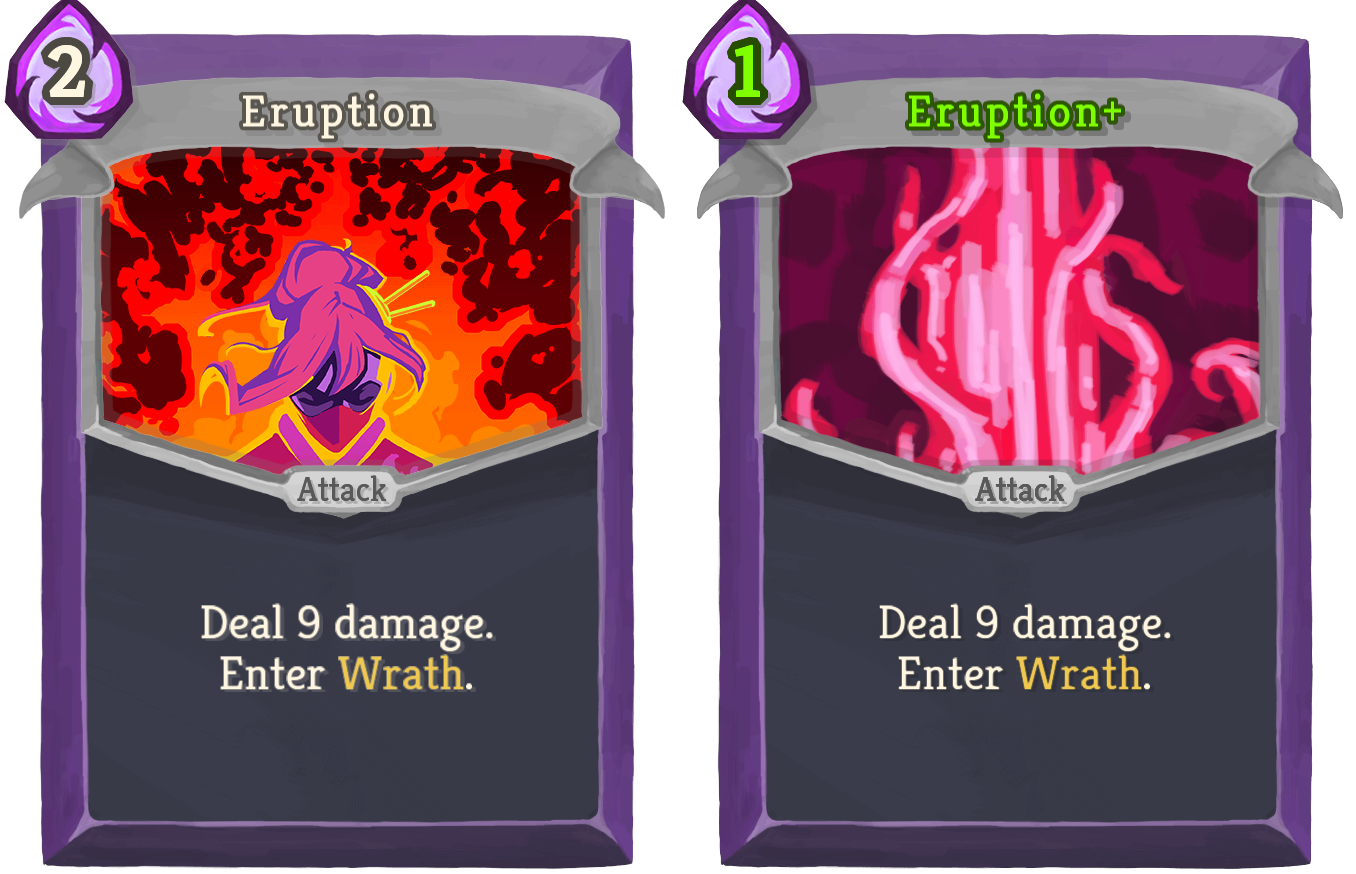 2
Eruption
Attack
Deal 9 damage.
Enter Wrath.
1
Eruption+
Attack
Deal 9 damage.
Enter Wrath.